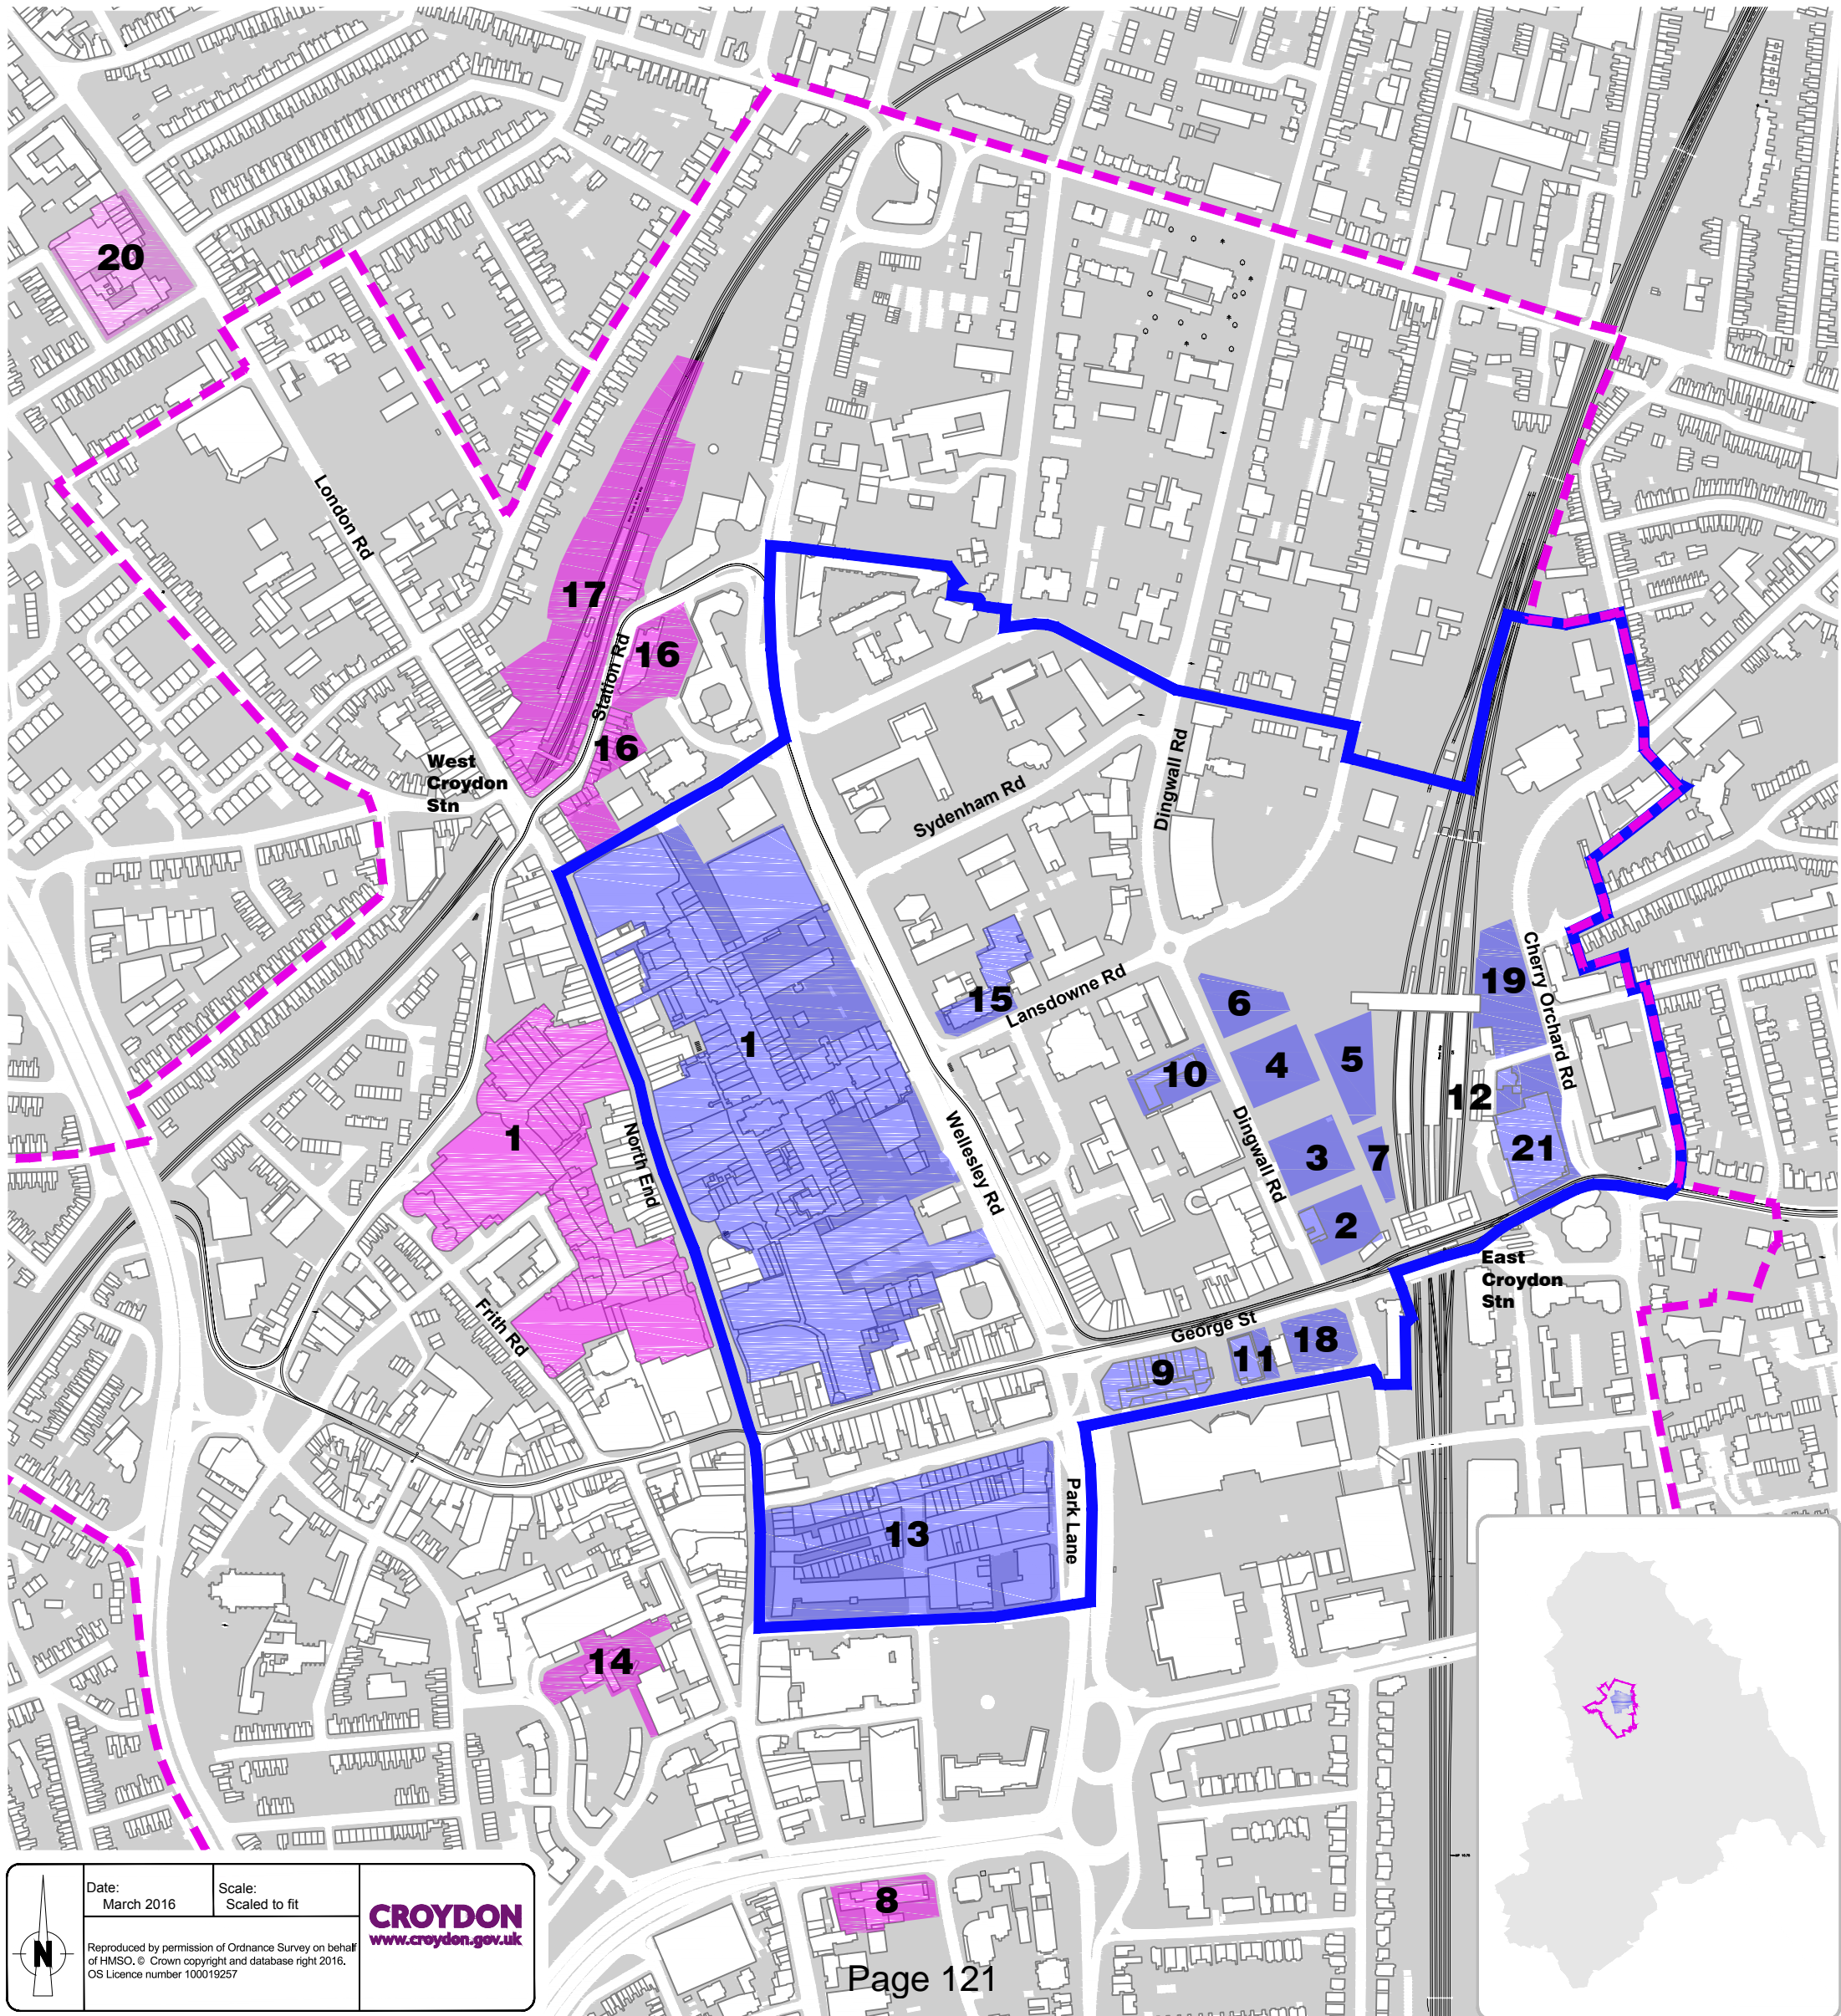 20
London Rd
17
Station Rd
16
16
West
Croydon
Stn
Sydenham Rd
Dingwall Rd
Cherry Orchard Rd
19
15
Lansdowne Rd
6
1
4
5
10
12
1
North End
Wellesley Rd
Dingwall Rd
3
7
21
2
East
Croydon
Stn
Frith Rd
George St
18
11
9
13
Park Lane
14
8
Date:
March 2016
Scale:
Scaled to fit
CROYDON
www.croydon.gov.uk
N
Reproduced by permission of Ordnance Survey on behalf
of HMSO. © Crown copyright and database right 2016.
OS Licence number 100019257
Page 121